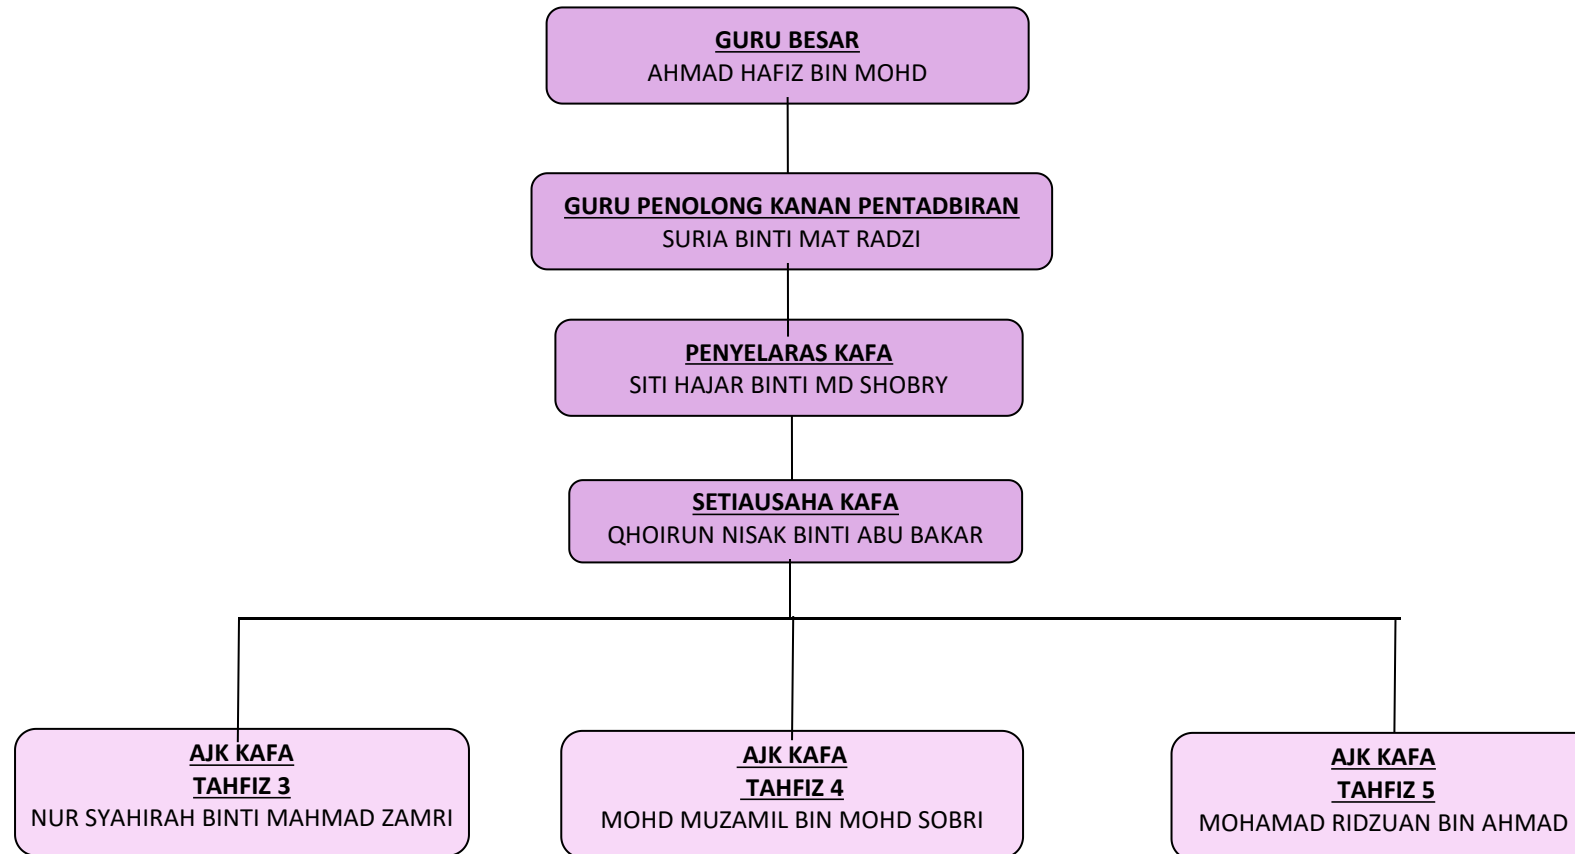 GURU BESAR
AHMAD HAFIZ BIN MOHD
GURU PENOLONG KANAN PENTADBIRAN
SURIA BINTI MAT RADZI
PENYELARAS KAFA
SITI HAJAR BINTI MD SHOBRY
SETIAUSAHA KAFA
QHOIRUN NISAK BINTI ABU BAKAR
AJK KAFA
TAHFIZ 3
NUR SYAHIRAH BINTI MAHMAD ZAMRI
AJK KAFA
TAHFIZ 4
MOHD MUZAMIL BIN MOHD SOBRI
AJK KAFA
TAHFIZ 5
MOHAMAD RIDZUAN BIN AHMAD